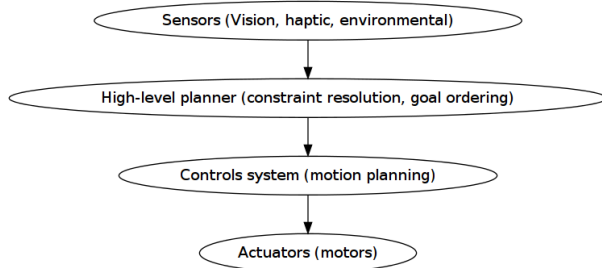 Sensors (Vision, haptic, environmental)
High-level planner (constraint resolution, goal ordering)
Controls system (motion planning)
Actuators (motors)